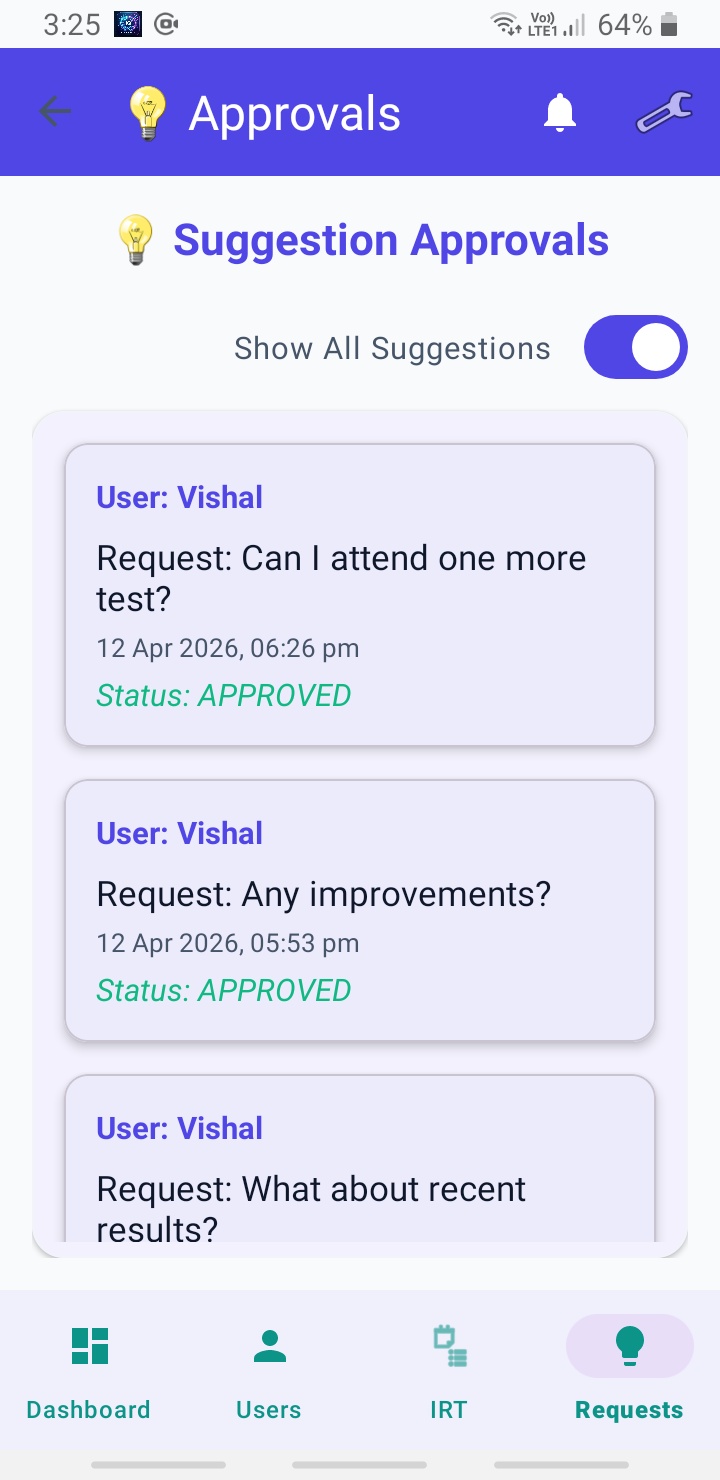 3:25 Vo)) LTE1 64%
Approvals
Suggestion Approvals
Show All Suggestions
User: Vishal
Request: Can I attend one more
test?
12 Apr 2026, 06:26 pm
Status: APPROVED
User: Vishal
Request: Any improvements?
12 Apr 2026, 05:53 pm
Status: APPROVED
User: Vishal
Request: What about recent
results?
Dashboard Users IRT Requests